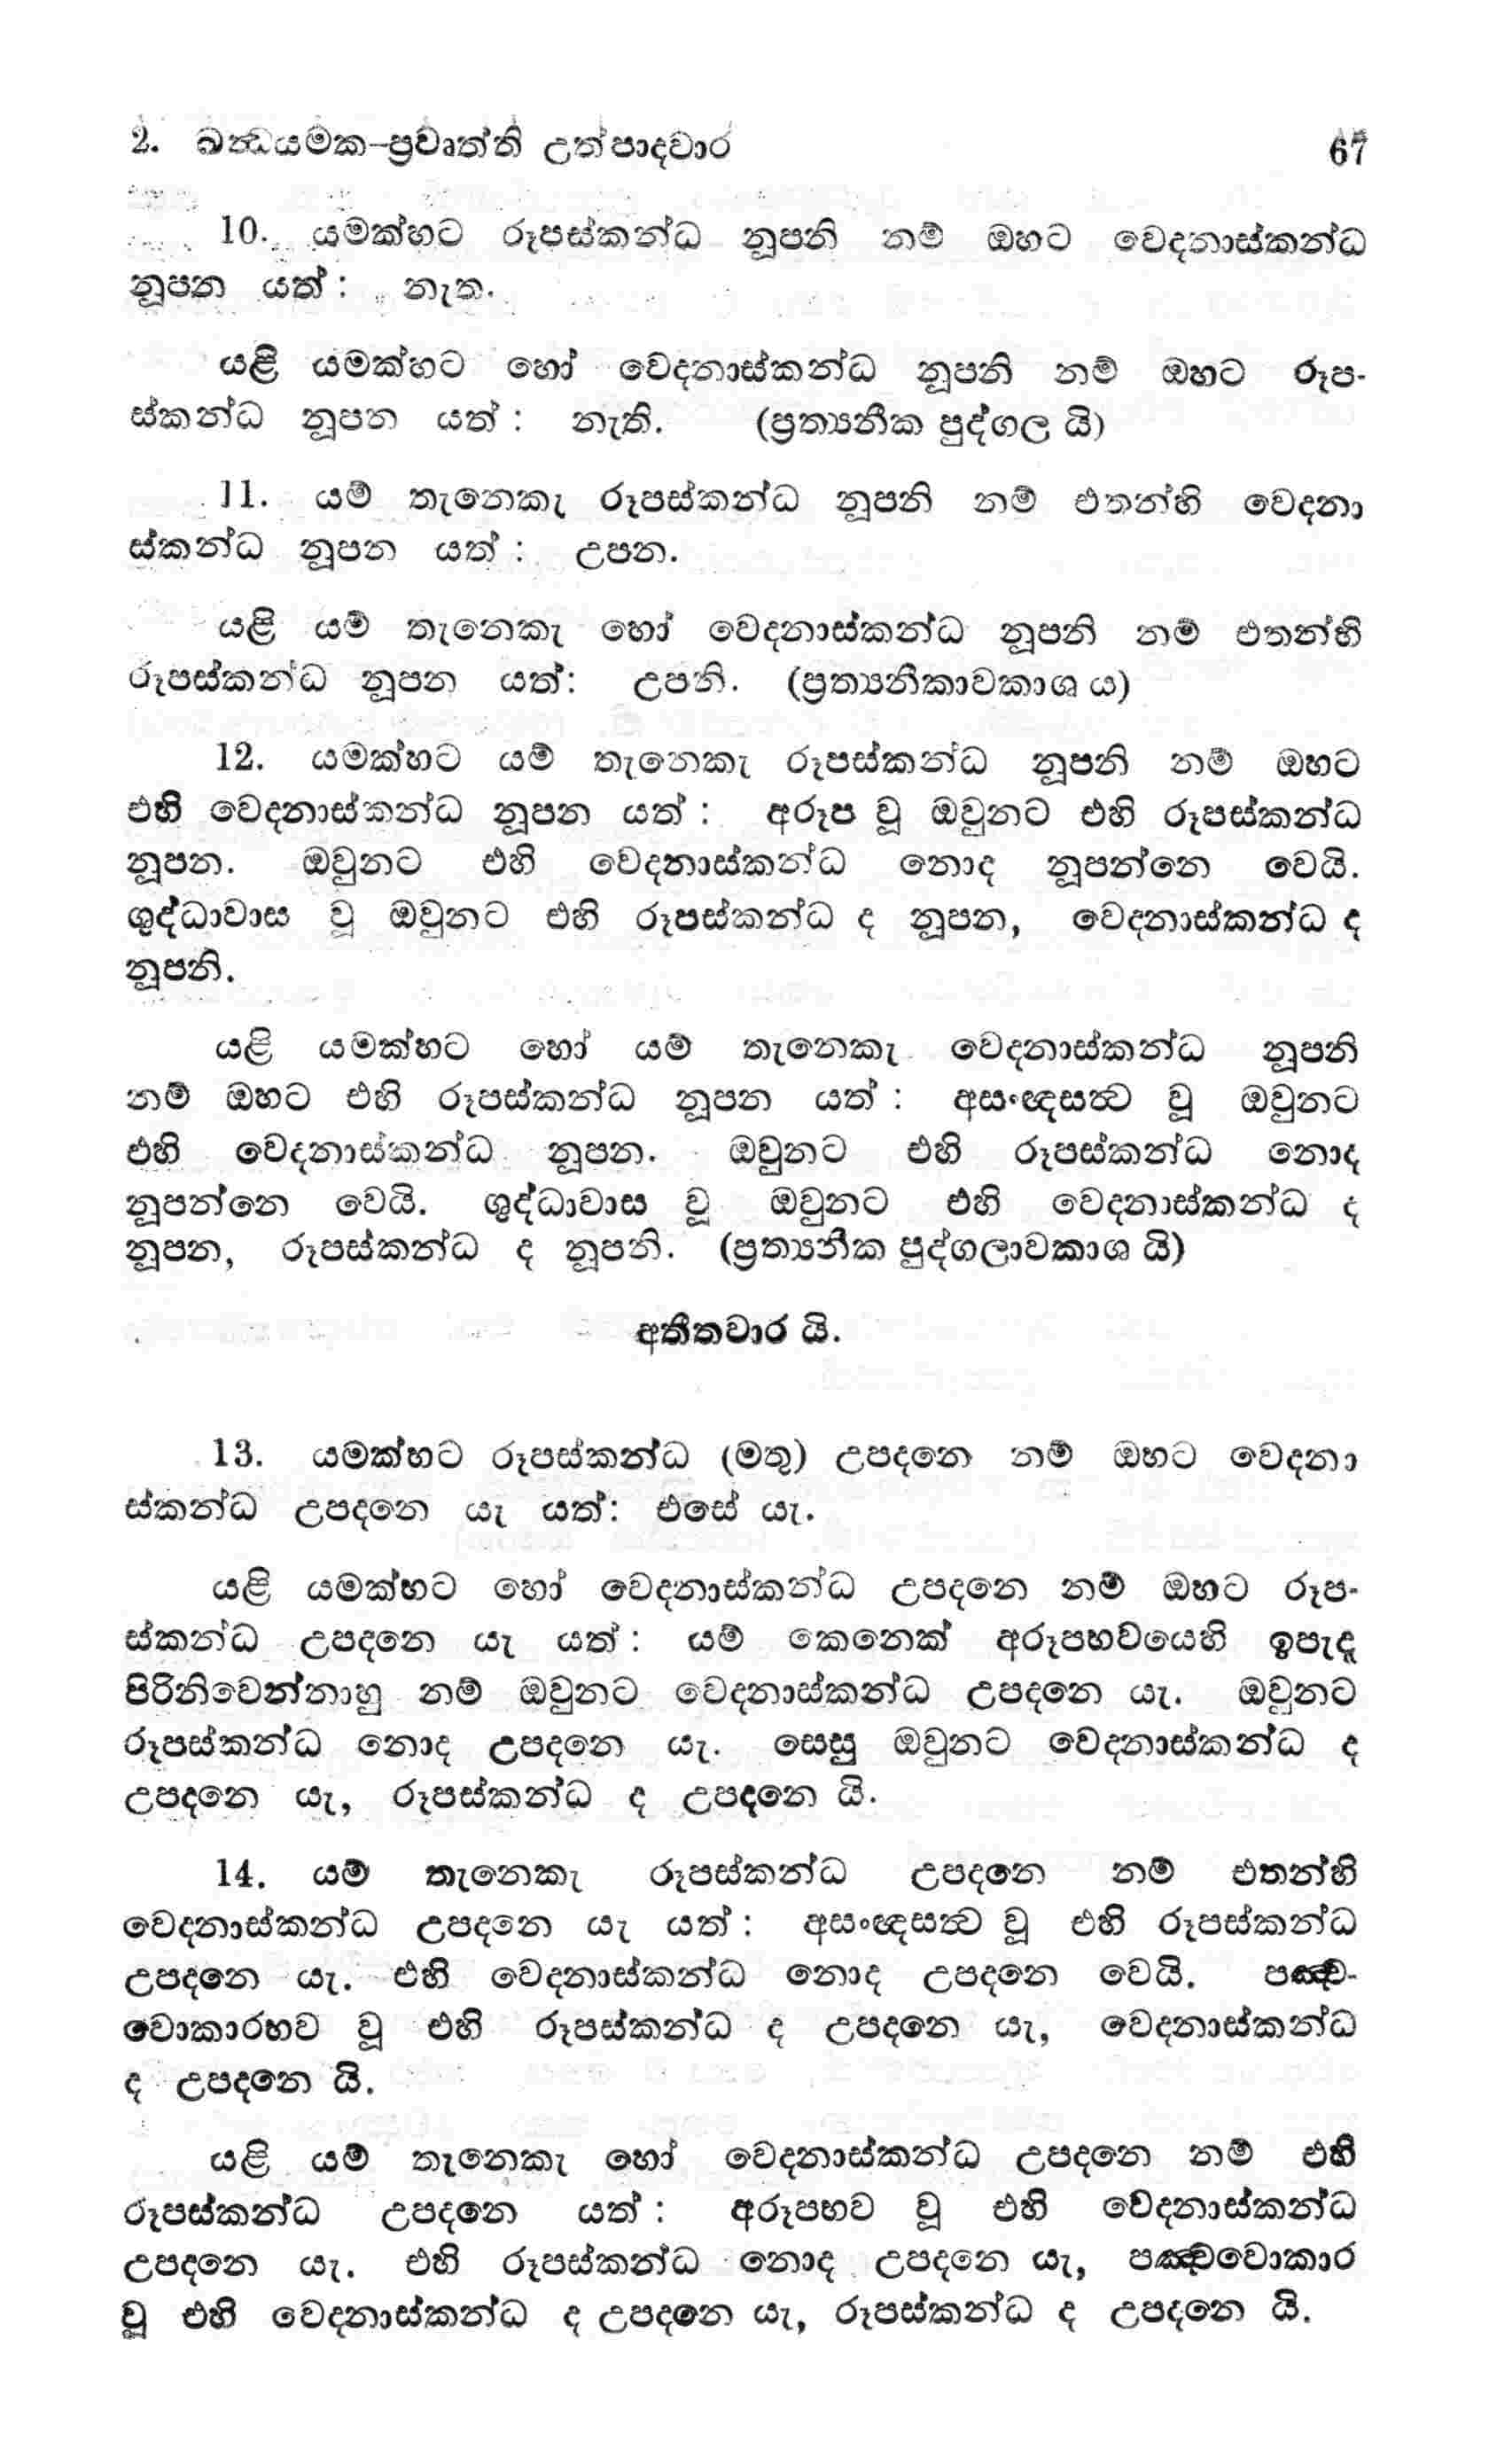 2. ඛන්ධයමක-ප්‍රවෘත්ති උත්පාදවාර 67
10. යමක්හට රූපස්කන්ධ නූපනි නම් ඔහට වෙදනාස්කන්ධ
නූපන යත් : නැත.
යළි යමක්හට හෝ වෙදනාස්කන්ධ නූපනි නම් ඔහට රූප-
ස්කන්ධ නූපන යත් : නැති. (ප්‍රත්‍යනීක පුද්ගල යි)
11. යම් තැනෙකැ රූපස්කන්ධ නූපනි නම් එතන්හි වෙදනා
ස්කන්ධ නූපන යත් : උපන.
යළි යම් තැනෙකැ හෝ වෙදනාස්කන්ධ නූපනි නම් එතන්හි
රූපස්කන්ධ නූපන යත්: උපනි. (ප්‍රත්‍යනීකාවකාශ ය)
12. යමක්හට යම් තැනෙකැ රූපස්කන්ධ නූපනි නම් ඔහට
එහි වෙදනාස්කන්ධ නූපන යත් : අරූප වූ ඔවුනට එහි රූපස්කන්ධ
නූපන. ඔවුනට එහි වෙදනාස්කන්ධ නොද නූපන්නෙ වෙයි.
ශුද්ධාවාස වූ ඔවුනට එහි රූපස්කන්ධ ද නූපන, වෙදනාස්කන්ධ ද
නූපනි.
යළි යමක්හට හෝ යම් තැනෙකැ වෙදනාස්කන්ධ නූපනි
නම් ඔහට එහි රූපස්කන්ධ නූපන යත් : අසංඥසත්‍ව වූ ඔවුනට
එහි වෙදනාස්කන්ධ නූපන. ඔවුනට එහි රූපස්කන්ධ නොද
නූපන්නෙ වෙයි. ශුද්ධාවාස වූ ඔවුනට එහි වෙදනාස්කන්ධ ද
නූපන, රූපස්කන්ධ ද නූපනි. (ප්‍රත්‍යනීක පුද්ගලාවකාශ යි)
අතීතවාර යි.
13. යමක්හට රූපස්කන්ධ (මතු) උපදනෙ නම් ඔහට වෙදනා
ස්කන්ධ උපදනෙ යැ යත්: එසේ යැ.
යළි යමක්හට හෝ වෙදනාස්කන්ධ උපදනෙ නම් ඔහට රූප-
ස්කන්ධ උපදනෙ යැ යත් : යම් කෙනෙක් අරූපභවයෙහි ඉපැදැ
පිරිනිවෙන්නාහු නම් ඔවුනට වෙදනාස්කන්ධ උපදනෙ යැ. ඔවුනට
රූපස්කන්ධ නොද උපදනෙ යැ. සෙසු ඔවුනට වෙදනාස්කන්ධ ද
උපදනෙ යැ, රූපස්කන්ධ ද උපදනෙ යි.
14. යම් තැනෙකැ රූපස්කන්ධ උපදනෙ නම් එතන්හි
වෙදනාස්කන්ධ උපදනෙ යැ යත් : අසංඥසත්‍ව වූ එහි රූපස්කන්ධ
උපදනෙ යැ. එහි වෙදනාස්කන්ධ නොද උපදනෙ වෙයි. පඤ්ච-
වොකාරභව වූ එහි රූපස්කන්ධ ද උපදනෙ යැ, වෙදනාස්කන්ධ
ද උපදනෙ යි.
යළි යම් තැනෙකැ හෝ වෙදනාස්කන්ධ උපදනෙ නම් එහි
රූපස්කන්ධ උපදනෙ යත් : අරූපභව වූ එහි වෙදනාස්කන්ධ
උපදනෙ යැ. එහි රූපස්කන්ධ නොද උපදනෙ යැ, පඤ්චවොකාර
වූ එහි වෙදනාස්කන්ධ ද උපදනෙ යැ, රූපස්කන්ධ ද උපදනෙ යි.